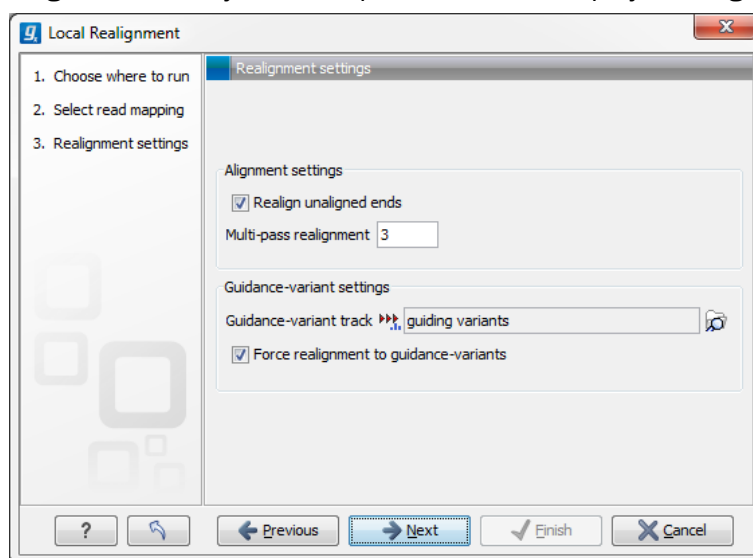 Local Realignment
1. Choose where to run
2. Select read mapping
3. Realignment settings
Realignment settings
Alignment settings
Realign unaligned ends
Multi-pass realignment 3
Guidance-variant settings
Guidance-variant track guiding variants
Force realignment to guidance-variants
? Previous Next Finish Cancel